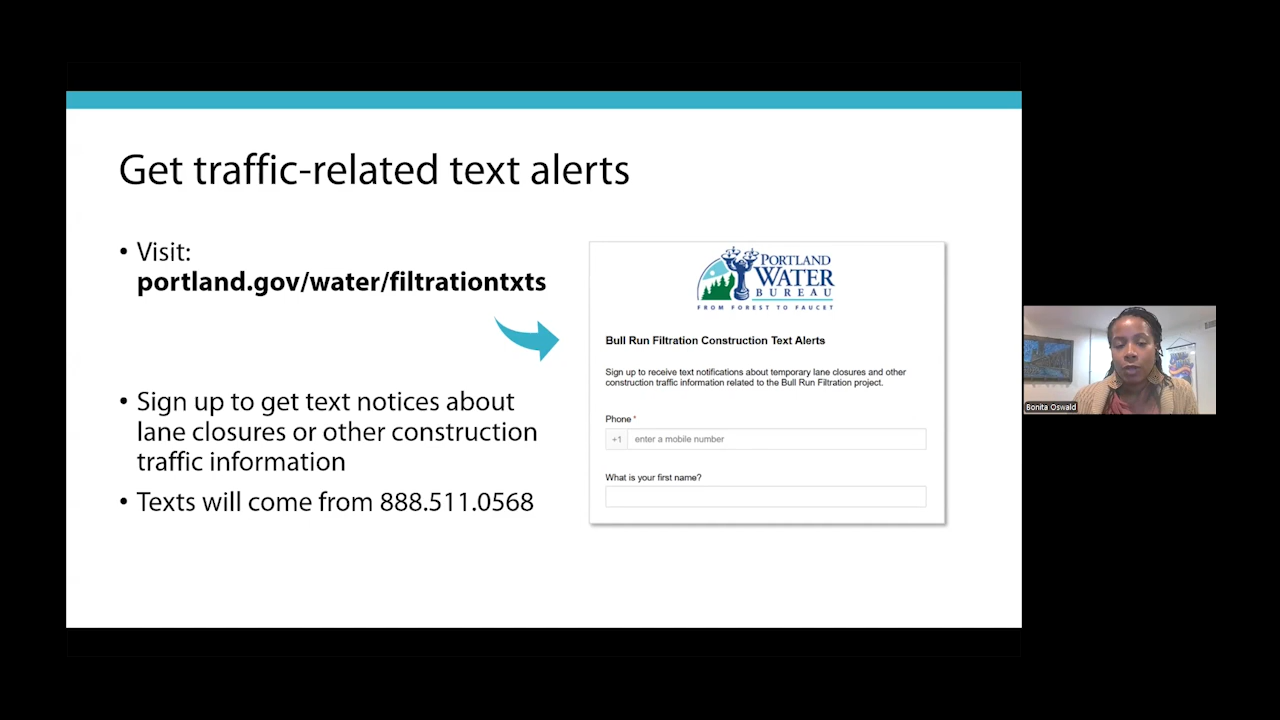 Get traffic-related text alerts
• Visit:
portland.gov/water/filtrationtxts
• Sign up to get text notices about
lane closures or other construction
traffic information
• Texts will come from 888.511.0568
PORTLAND
WATER
BUREAU
FROM FOREST TO FAUCET
Bull Run Filtration Construction Text Alerts
Sign up to receive text notifications about temporary lane closures and other
construction traffic information related to the Bull Run Filtration project.
Phone *
+1 enter a mobile number
What is your first name?
Bonita Oswald